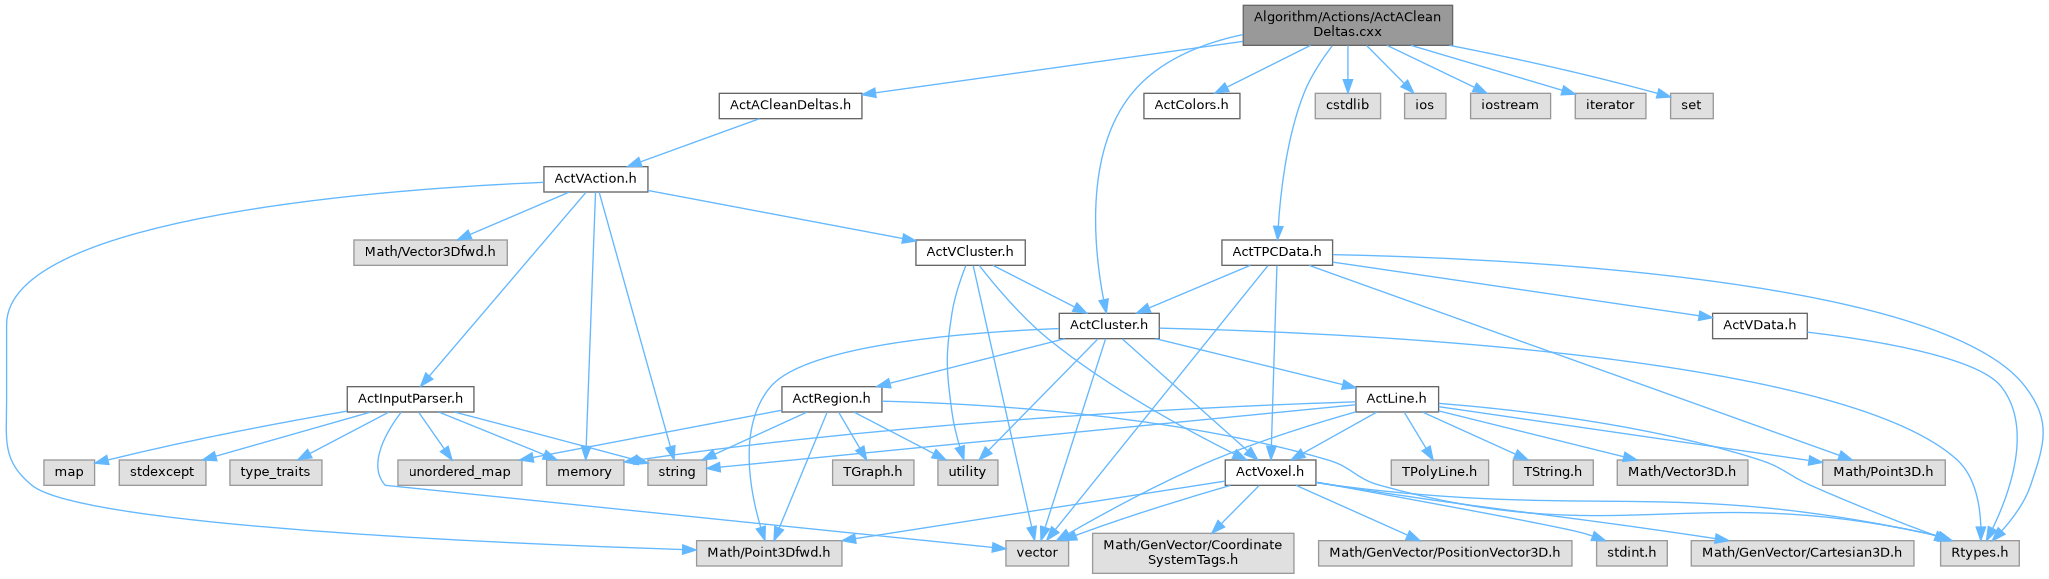 Algorithm/Actions/ActAClean
Deltas.cxx
ActACleanDeltas.h
ActColors.h
cstdlib
ios
iostream
iterator
set
ActVAction.h
Math/Vector3Dfwd.h
ActVCluster.h
ActTPCData.h
ActCluster.h
ActVData.h
ActInputParser.h
ActRegion.h
ActLine.h
map
stdexcept
type_traits
unordered_map
memory
string
TGraph.h
utility
ActVoxel.h
TPolyLine.h
TString.h
Math/Vector3D.h
Math/Point3D.h
Math/Point3Dfwd.h
vector
Math/GenVector/Coordinate
SystemTags.h
Math/GenVector/PositionVector3D.h
stdint.h
Math/GenVector/Cartesian3D.h
Rtypes.h